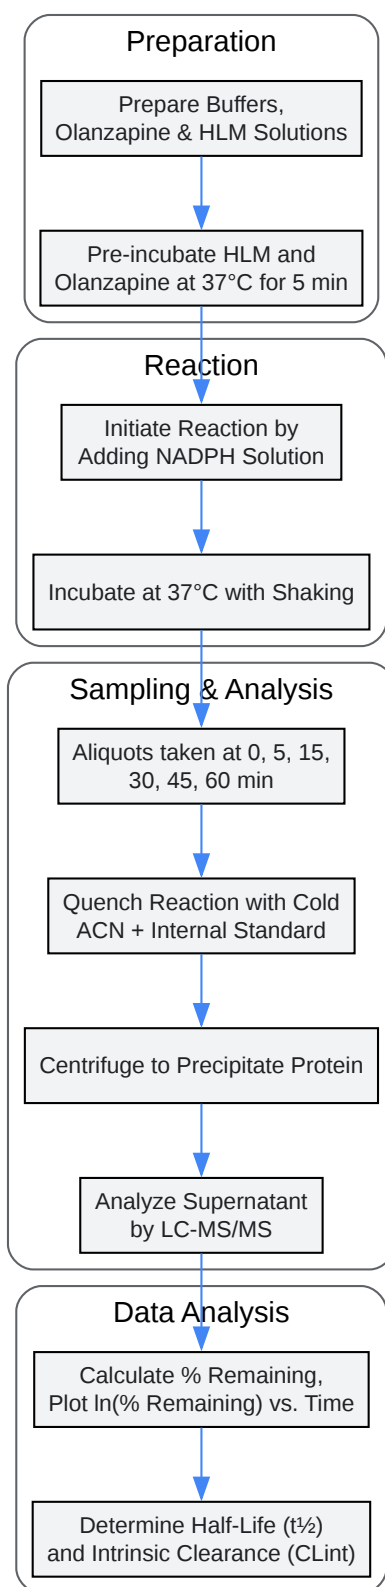 Preparation
Prepare Buffers,
Olanzapine & HLM Solutions
Pre-incubate HLM and
Olanzapine at 37°C for 5 min
Reaction
Initiate Reaction by
Adding NADPH Solution
Incubate at 37°C with Shaking
Sampling & Analysis
Aliquots taken at 0, 5, 15,
30, 45, 60 min
Quench Reaction with Cold
ACN + Internal Standard
Centrifuge to Precipitate Protein
Analyze Supernatant
by LC-MS/MS
Data Analysis
Calculate % Remaining,
Plot ln(% Remaining) vs. Time
Determine Half-Life (t½)
and Intrinsic Clearance (CLint)